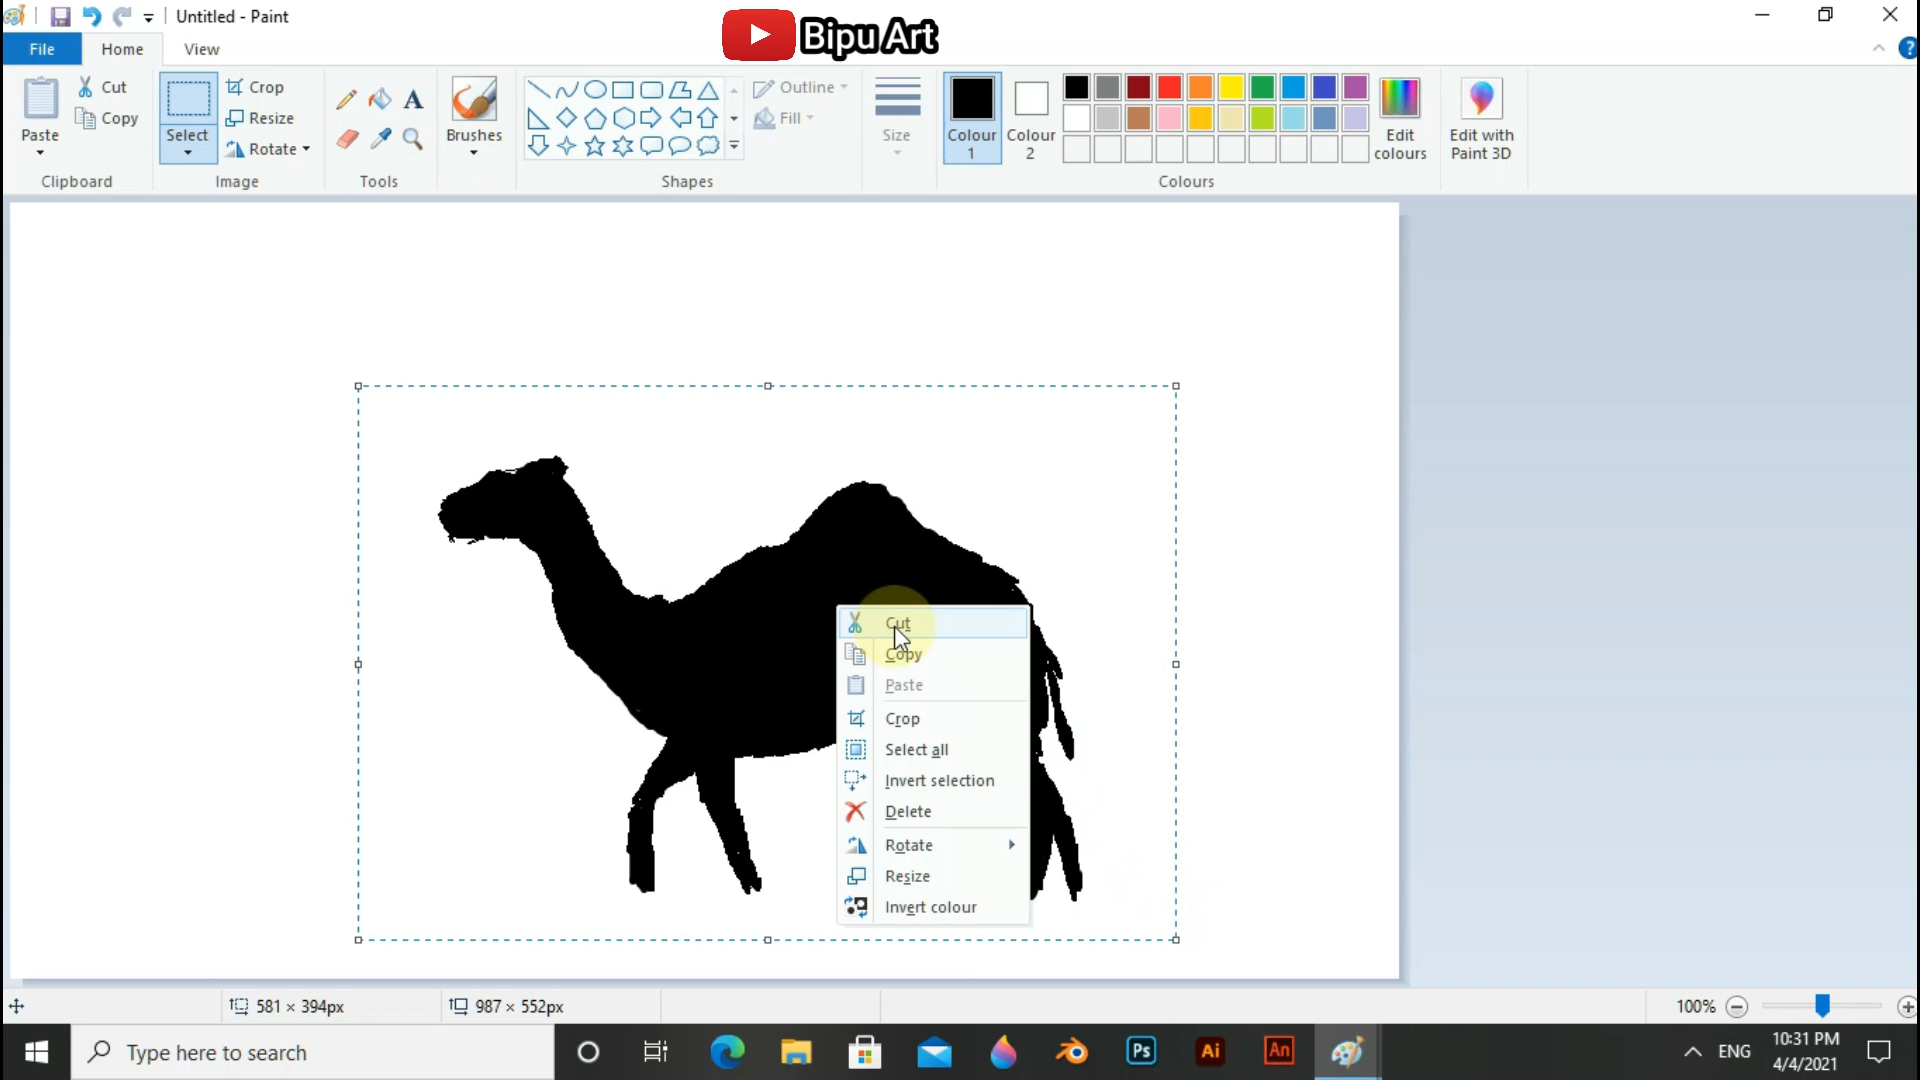 Untitled - Paint
Bipu Art
File
Home
View
?
Paste
Cut
Copy
Clipboard
Select
Crop
Resize
Rotate
Image
A
Tools
Brushes
Shapes
Outline
Fill
Size
Colour
1
Colour
2
Colours
Edit
colours
Edit with
Paint 3D
Cut
Copy
Paste
Crop
Select all
Invert selection
Delete
Rotate
Resize
Invert colour
581 × 394px
987 × 552px
100%
Type here to search
Ps
Ai
An
ENG
10:31 PM
4/4/2021